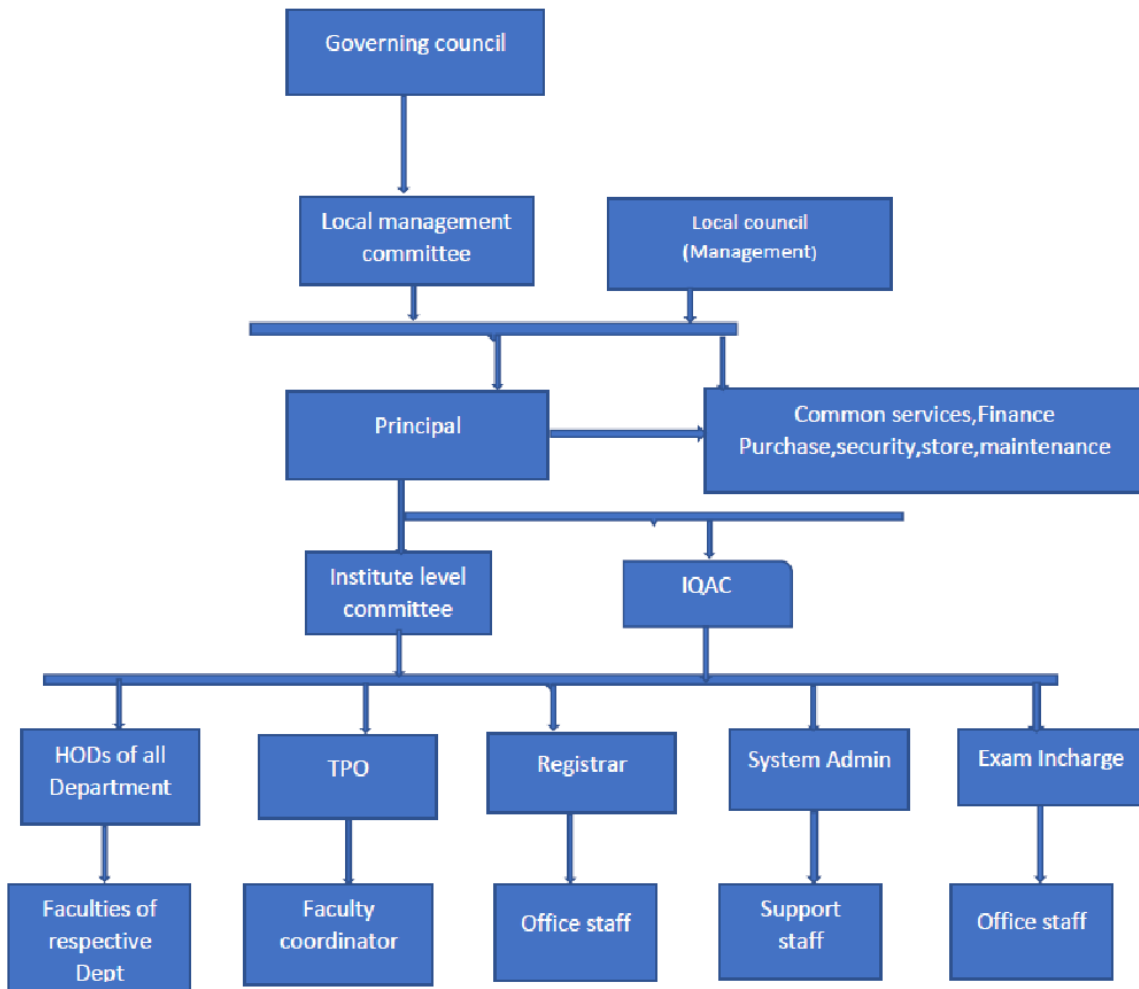 Governing council
Local management
committee
Local council
(Management)
Principal
Common services,Finance
Purchase,security,store,maintenance
Institute level
committee
IQAC
HODs of all
Department
TPO
Registrar
System Admin
Exam Incharge
Faculties of
respective
Dept
Faculty
coordinator
Office staff
Support
staff
Office staff